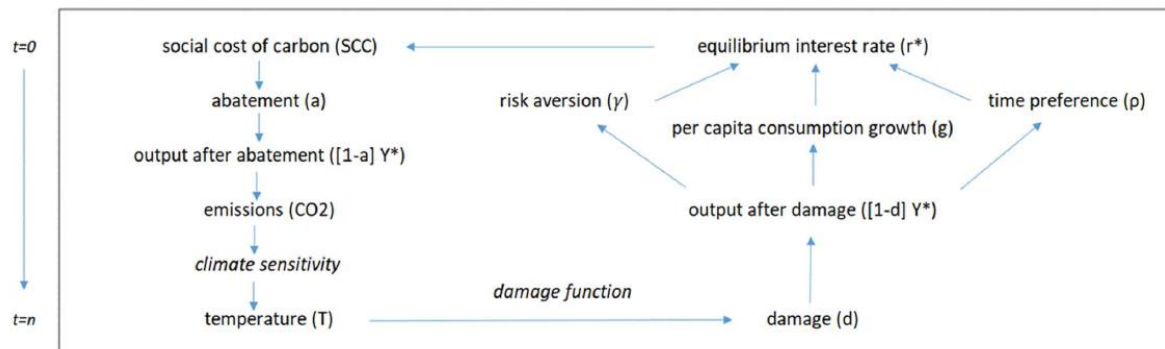 t=0
social cost of carbon (SCC)
equilibrium interest rate (r*)
abatement (a)
risk aversion (γ)
time preference (ρ)
per capita consumption growth (g)
output after abatement ([1-a] Y*)
emissions (CO2)
output after damage ([1-d] Y*)
climate sensitivity
damage function
t=n
temperature (T)
damage (d)